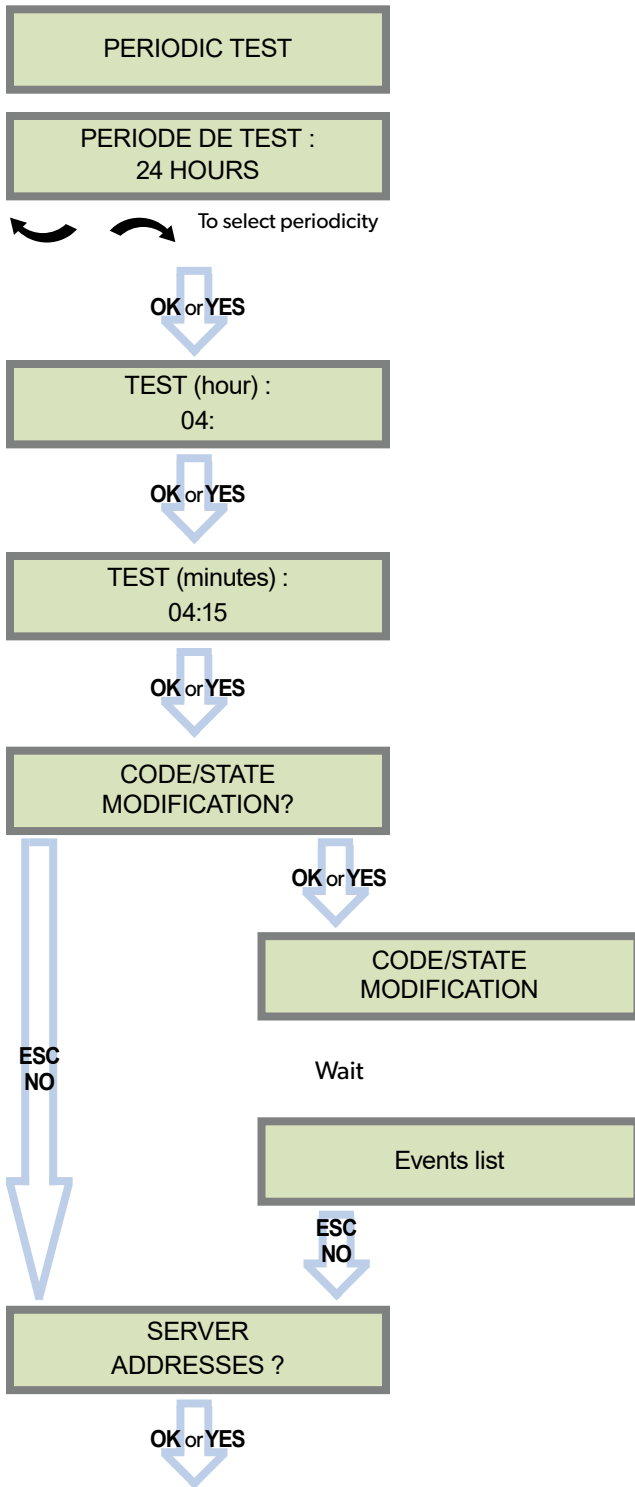 PERIODIC TEST
PERIODE DE TEST :
24 HOURS
To select periodicity
OK or YES
TEST (hour) :
04:
OK or YES
TEST (minutes) :
04:15
OK or YES
CODE/STATE
MODIFICATION?
OK or YES
CODE/STATE
MODIFICATION
ESC
NO
Wait
Events list
ESC
NO
SERVER
ADDRESSES ?
OK or YES